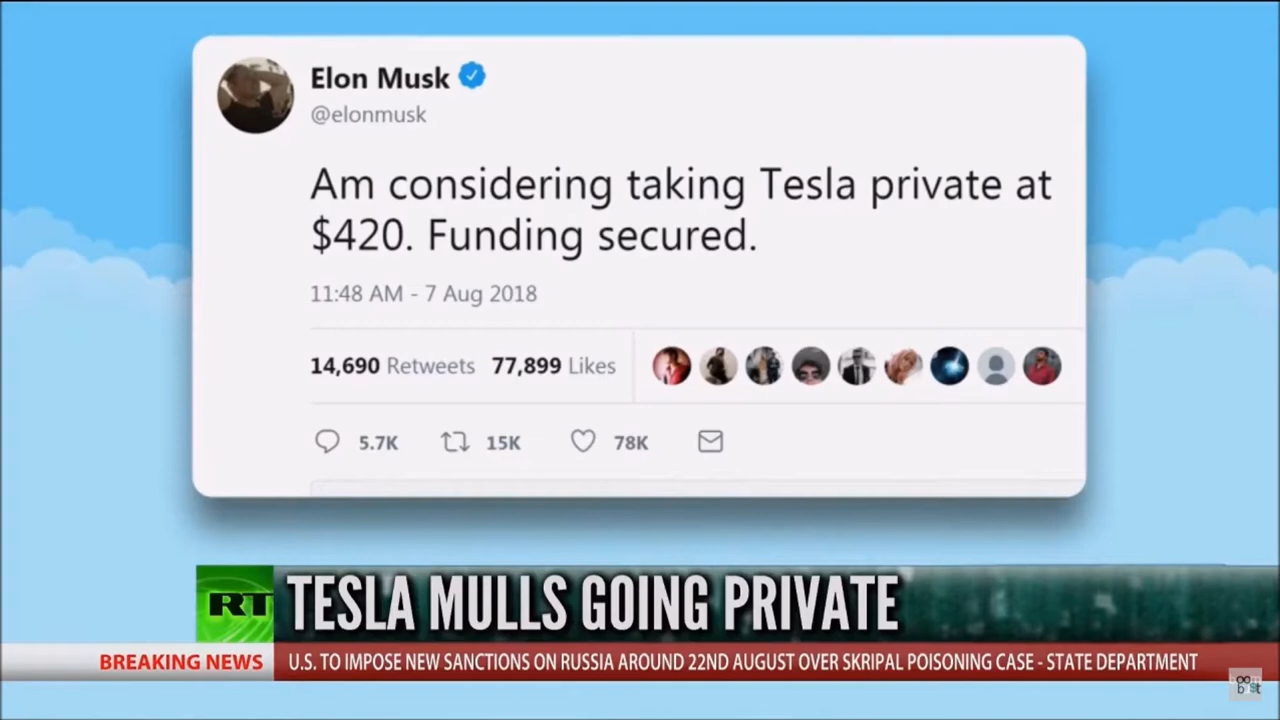 Elon Musk
@elonmusk
Am considering taking Tesla private at
$420. Funding secured.
11:48 AM - 7 Aug 2018
14,690 Retweets 77,899 Likes
5.7K 15K 78K
RT TESLA MULLS GOING PRIVATE
BREAKING NEWS U.S. TO IMPOSE NEW SANCTIONS ON RUSSIA AROUND 22ND AUGUST OVER SKRIPAL POISONING CASE - STATE DEPARTMENT